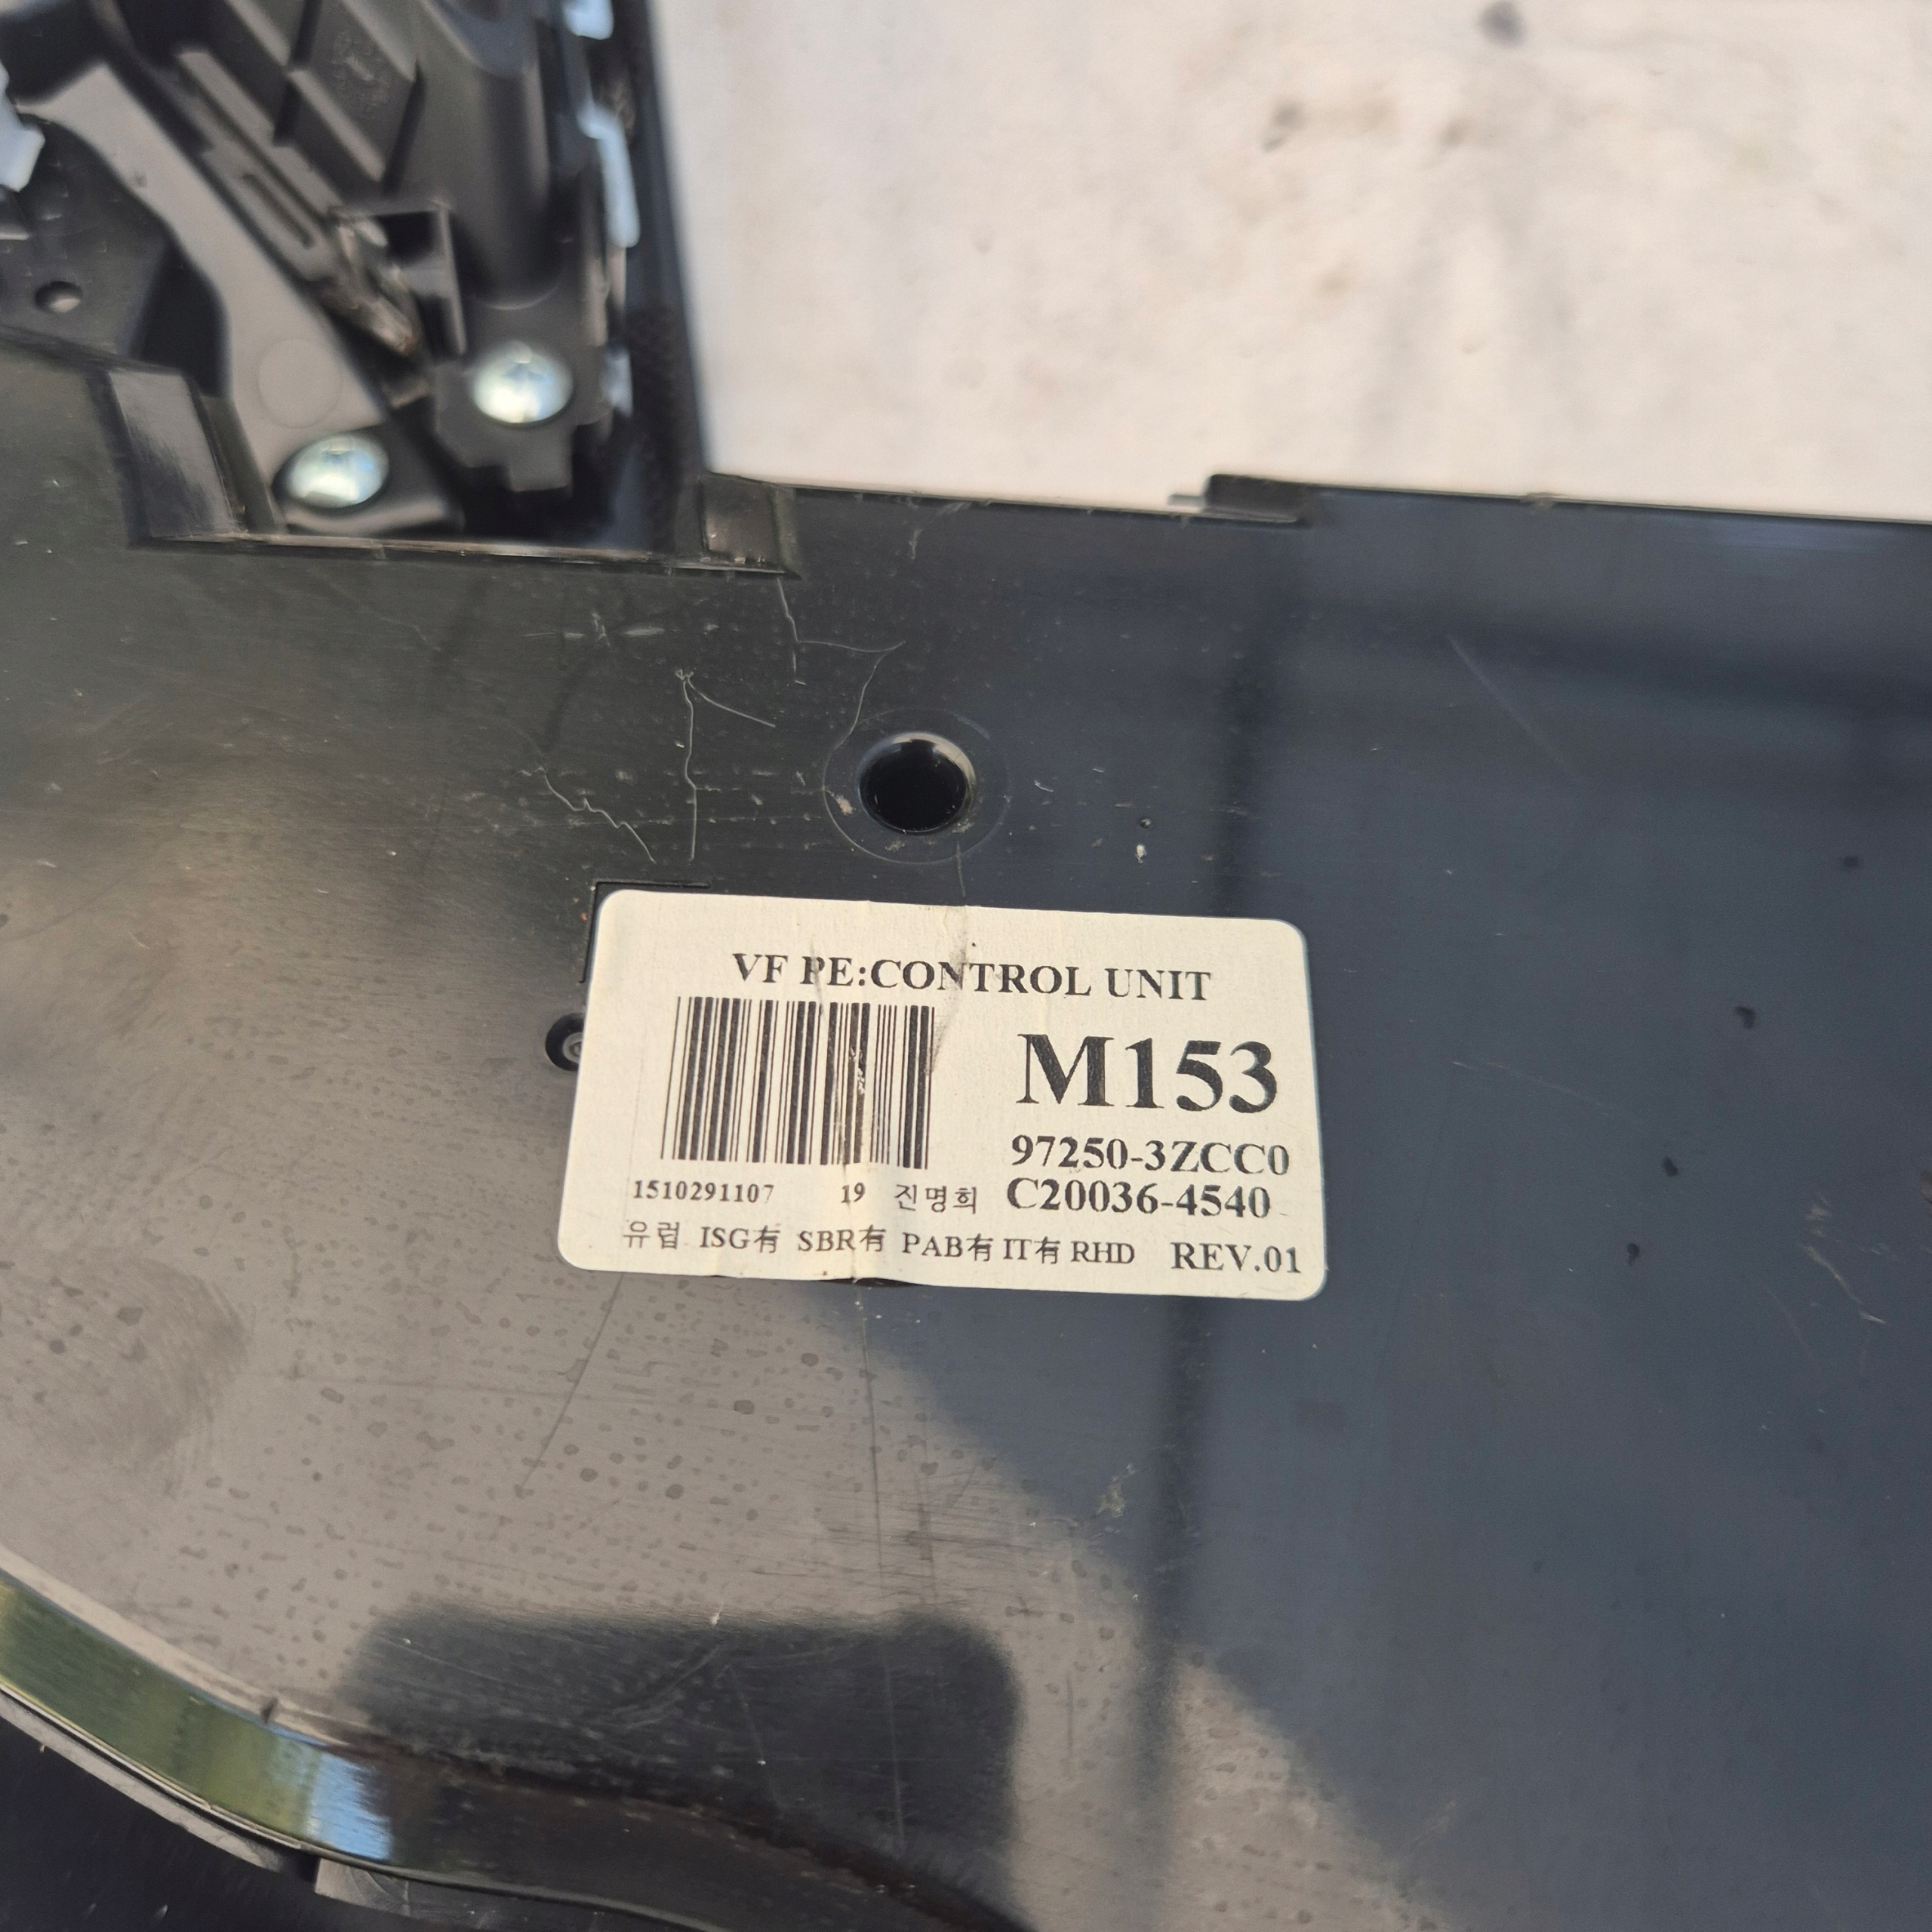 VF PE:CONTROL UNIT
M153
97250-3ZCC0
1510291107 19 진명희 C20036-4540
유럽 ISG有 SBR有 PAB有 IT有 RHD REV.01